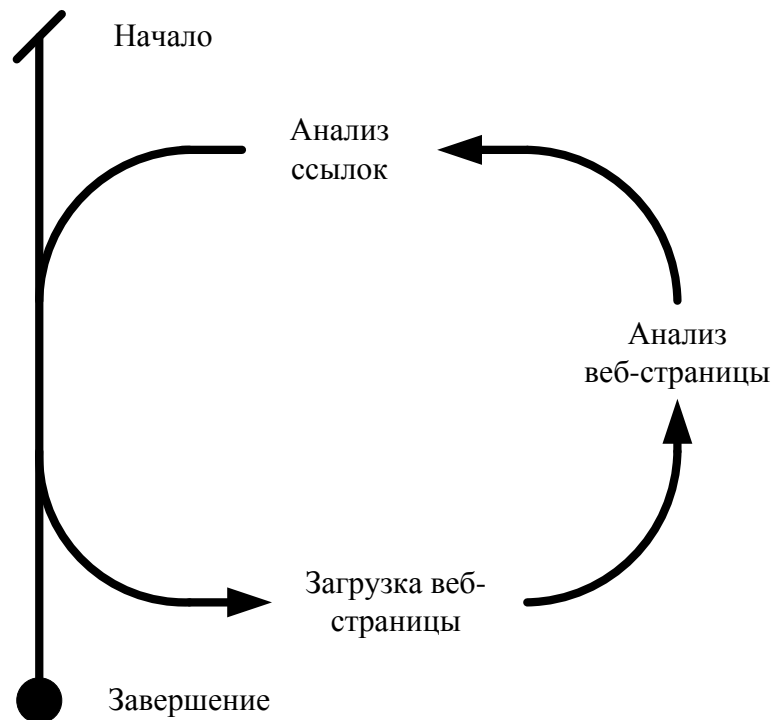 Начало
Анализ
ссылок
Анализ
веб-страницы
Загрузка веб-
страницы
Завершение